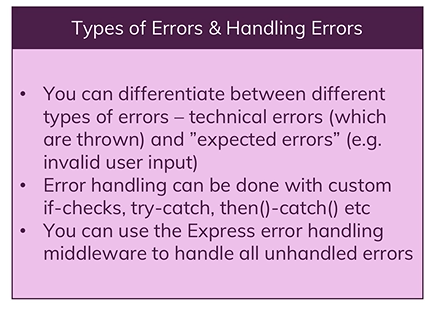 Types of Errors & Handling Errors
• You can differentiate between different
types of errors – technical errors (which
are thrown) and ”expected errors” (e.g.
invalid user input)
• Error handling can be done with custom
if-checks, try-catch, then()-catch() etc
• You can use the Express error handling
middleware to handle all unhandled errors